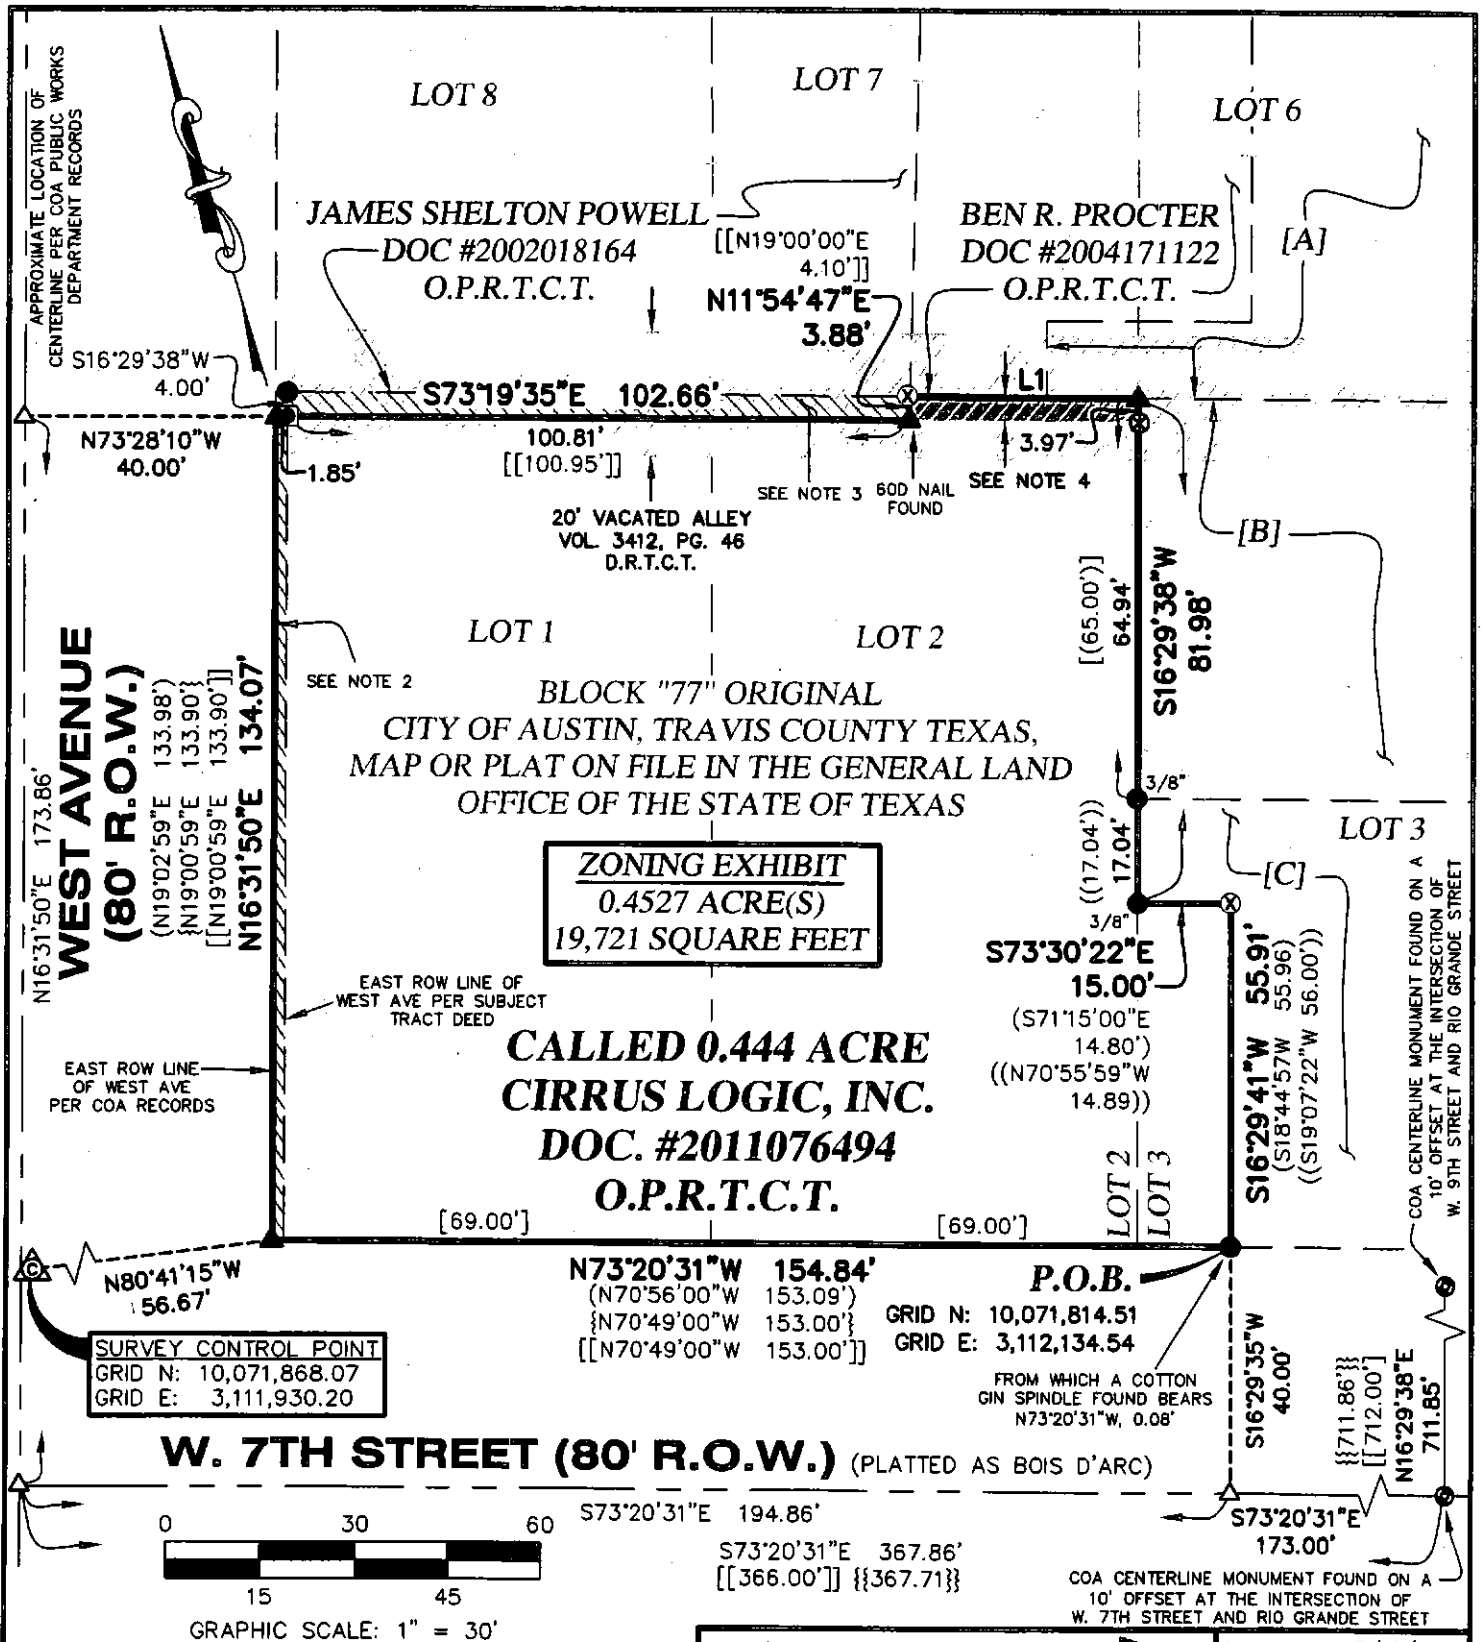 APPROXIMATE LOCATION OF
CENTERLINE PER COA PUBLIC WORKS
DEPARTMENT RECORDS
LOT 8
LOT 7
LOT 6
JAMES SHELTON POWELL
DOC #2002018164
O.P.R.T.C.T.
[[N19°00'00"E
4.10']]
N11°54'47"E
3.88'
BEN R. PROCTER
DOC #2004171122
O.P.R.T.C.T.
[A]
S16°29'38"W
4.00'
S73°19'35"E 102.66'
L1
N73°28'10"W
40.00'
1.85'
100.81'
[[100.95']]
3.97'
SEE NOTE 3
60D NAIL
FOUND
SEE NOTE 4
20' VACATED ALLEY
VOL. 3412, PG. 46
D.R.T.C.T.
[B]
[(65.00')]
64.94'
S16°29'38"W
81.98'
LOT 1
LOT 2
SEE NOTE 2
N16°31'50"E 173.86'
WEST AVENUE
(80' R.O.W.)
(N19°02'59"E 133.98')
{N19°00'59"E 133.90'}
[[N19°00'59"E 133.90']]
N16°31'50"E 134.07'
BLOCK "77" ORIGINAL
CITY OF AUSTIN, TRAVIS COUNTY TEXAS,
MAP OR PLAT ON FILE IN THE GENERAL LAND
OFFICE OF THE STATE OF TEXAS
3/8"
((17.04'))
17.04'
LOT 3
ZONING EXHIBIT
0.4527 ACRE(S)
19,721 SQUARE FEET
[C]
3/8"
S73°30'22"E
15.00'
(S71°15'00"E
14.80')
((N70°55'59"W
14.89))
S16°29'41"W 55.91'
(S18°44'57W 55.96)
((S19°07'22"W 56.00'))
COA CENTERLINE MONUMENT FOUND ON A
10' OFFSET AT THE INTERSECTION OF
W. 9TH STREET AND RIO GRANDE STREET
EAST ROW LINE OF
WEST AVE PER SUBJECT
TRACT DEED
EAST ROW LINE
OF WEST AVE
PER COA RECORDS
CALLED 0.444 ACRE
CIRRUS LOGIC, INC.
DOC. #2011076494
O.P.R.T.C.T.
LOT 2
LOT 3
[69.00']
[69.00']
C
N80°41'15"W
56.67'
N73°20'31"W 154.84'
(N70°56'00"W 153.09')
{N70°49'00"W 153.00'}
[[N70°49'00"W 153.00']]
P.O.B.
GRID N: 10,071,814.51
GRID E: 3,112,134.54
SURVEY CONTROL POINT
GRID N: 10,071,868.07
GRID E: 3,111,930.20
FROM WHICH A COTTON
GIN SPINDLE FOUND BEARS
N73°20'31"W, 0.08'
S16°29'35"W
40.00'
{{711.86'}}
[[712.00']
N16°29'38"E
711.85'
W. 7TH STREET (80' R.O.W.) (PLATTED AS BOIS D'ARC)
S73°20'31"E 194.86'
S73°20'31"E
173.00'
0 30 60
15 45
GRAPHIC SCALE: 1" = 30'
S73°20'31"E 367.86'
[[366.00']] {{367.71}}
COA CENTERLINE MONUMENT FOUND ON A
10' OFFSET AT THE INTERSECTION OF
W. 7TH STREET AND RIO GRANDE STREET